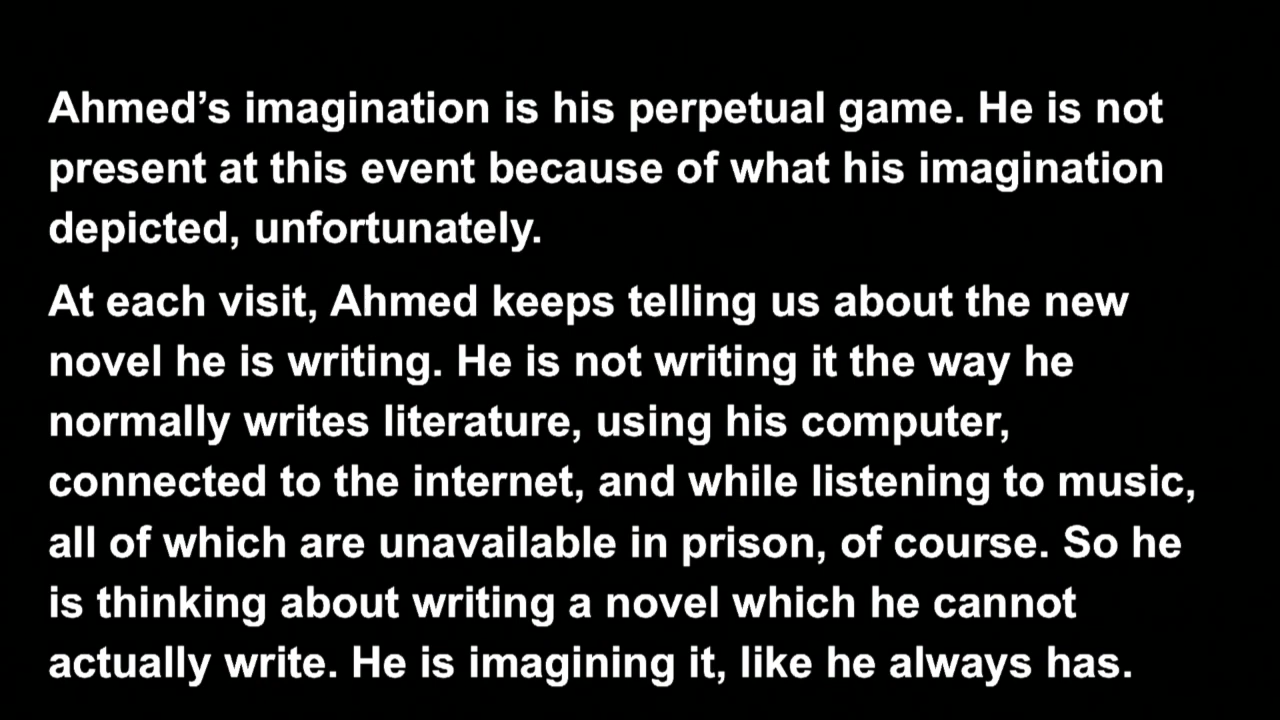 Ahmed’s imagination is his perpetual game. He is not
present at this event because of what his imagination
depicted, unfortunately.
At each visit, Ahmed keeps telling us about the new
novel he is writing. He is not writing it the way he
normally writes literature, using his computer,
connected to the internet, and while listening to music,
all of which are unavailable in prison, of course. So he
is thinking about writing a novel which he cannot
actually write. He is imagining it, like he always has.